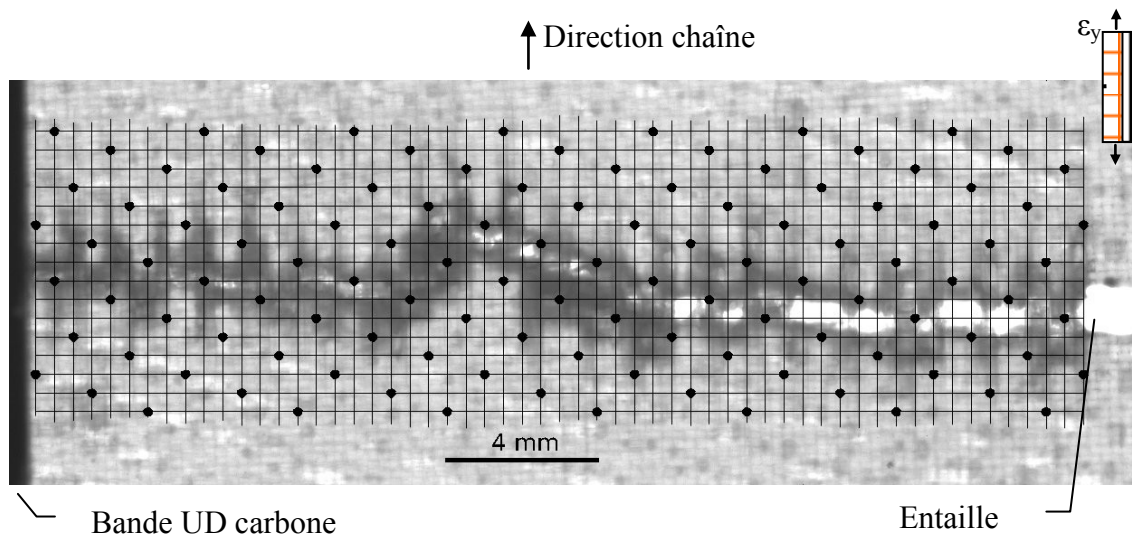 Direction chaîne
εy
4 mm
Bande UD carbone
Entaille